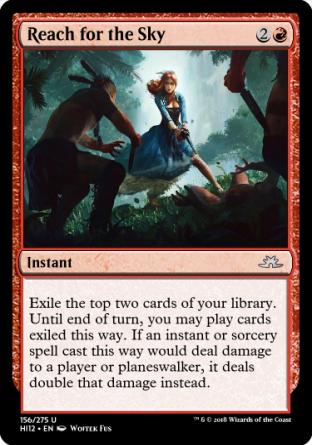 Reach for the Sky 2
Instant
Exile the top two cards of your library.
Until end of turn, you may play cards
exiled this way. If an instant or sorcery
spell cast this way would deal damage
to a player or planeswalker, it deals
double that damage instead.
156/275 U
HI12 • EN Wojtek Fus
™ & © 2018 Wizards of the Coast